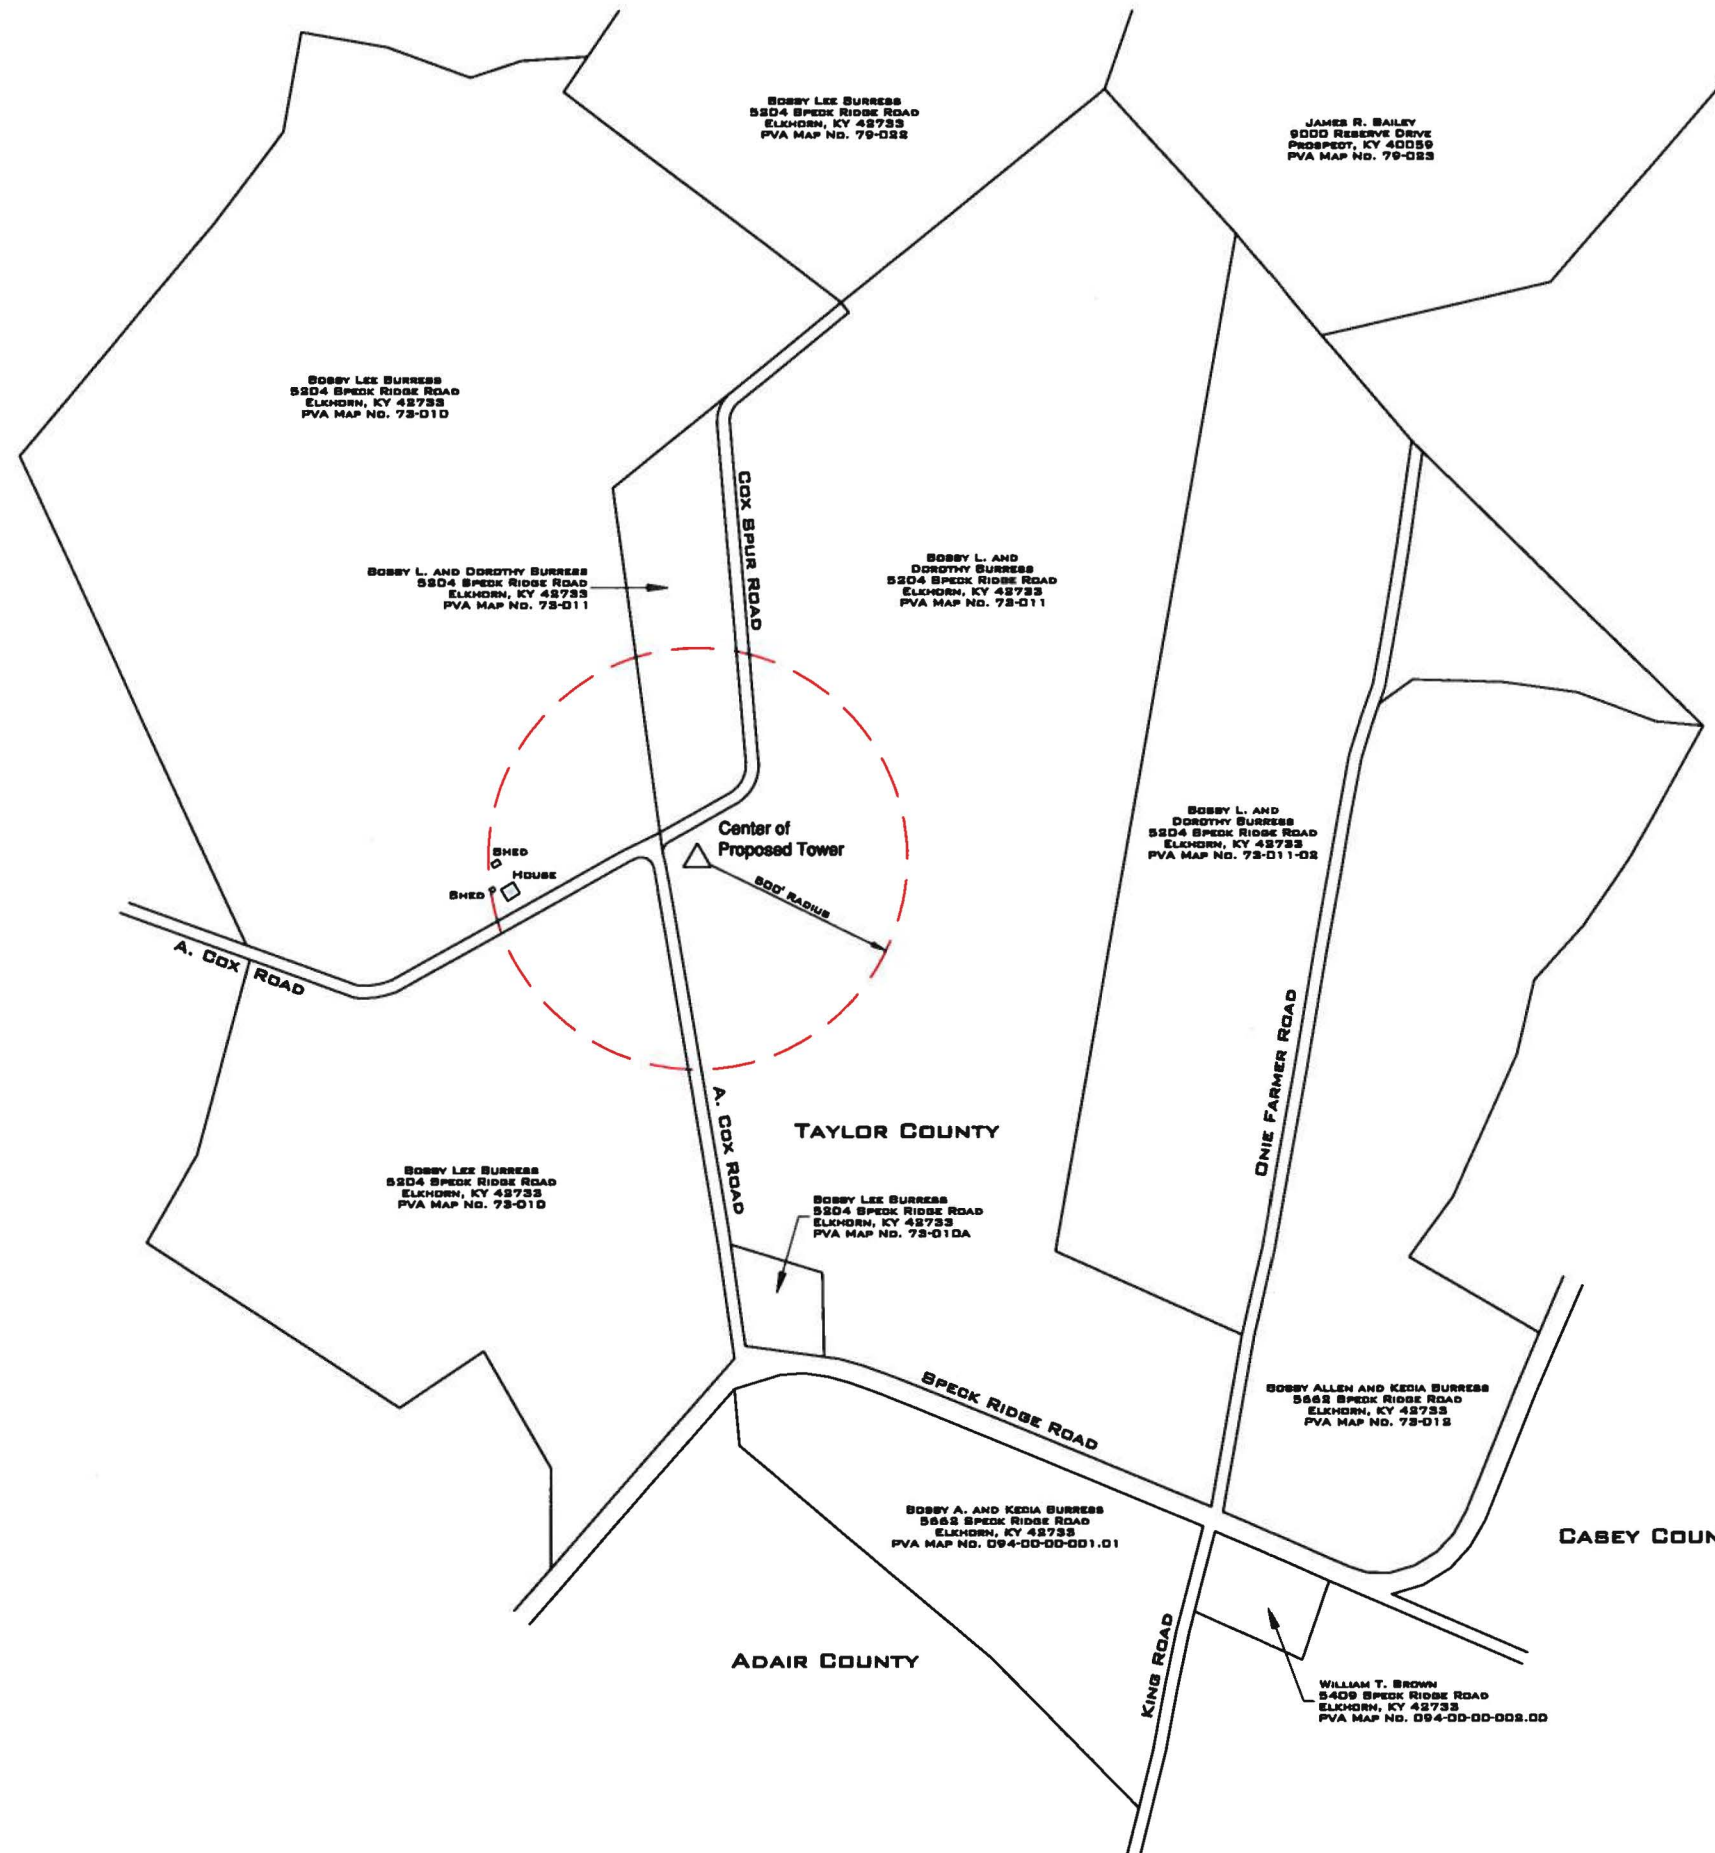 BOBBY LEE BURRESS
5204 SPECK RIDGE ROAD
ELKHORN, KY 42733
PVA MAP NO. 79-022
JAMES R. BAILEY
9000 RESERVE DRIVE
PROSPECT, KY 40059
PVA MAP NO. 79-023
BOBBY LEE BURRESS
5204 SPECK RIDGE ROAD
ELKHORN, KY 42733
PVA MAP NO. 73-010
COX SPUR ROAD
BOBBY L. AND DOROTHY BURRESS
5204 SPECK RIDGE ROAD
ELKHORN, KY 42733
PVA MAP NO. 73-011
BOBBY L. AND
DOROTHY BURRESS
5204 SPECK RIDGE ROAD
ELKHORN, KY 42733
PVA MAP NO. 73-011
BOBBY L. AND
DOROTHY BURRESS
5204 SPECK RIDGE ROAD
ELKHORN, KY 42733
PVA MAP NO. 73-011-02
Center of
Proposed Tower
SHED
HOUSE
SHED
500' RADIUS
A. COX ROAD
ONIE FARMER ROAD
A. COX ROAD
TAYLOR COUNTY
BOBBY LEE BURRESS
5204 SPECK RIDGE ROAD
ELKHORN, KY 42733
PVA MAP NO. 73-010
BOBBY LEE BURRESS
5204 SPECK RIDGE ROAD
ELKHORN, KY 42733
PVA MAP NO. 73-010A
SPECK RIDGE ROAD
BOBBY ALLEN AND KECIA BURRESS
5662 SPECK RIDGE ROAD
ELKHORN, KY 42733
PVA MAP NO. 73-012
BOBBY A. AND KECIA BURRESS
5662 SPECK RIDGE ROAD
ELKHORN, KY 42733
PVA MAP NO. 094-00-00-001.01
CASEY COUN
ADAIR COUNTY
KING ROAD
WILLIAM T. BROWN
5409 SPECK RIDGE ROAD
ELKHORN, KY 42733
PVA MAP NO. 094-00-00-002.00